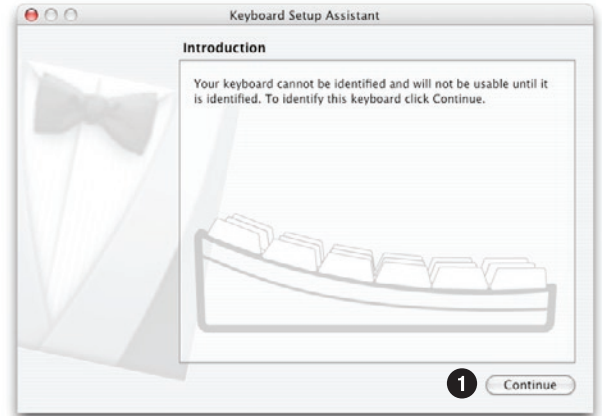 Keyboard Setup Assistant
Introduction
Your keyboard cannot be identified and will not be usable until it
is identified. To identify this keyboard click Continue.
1 Continue